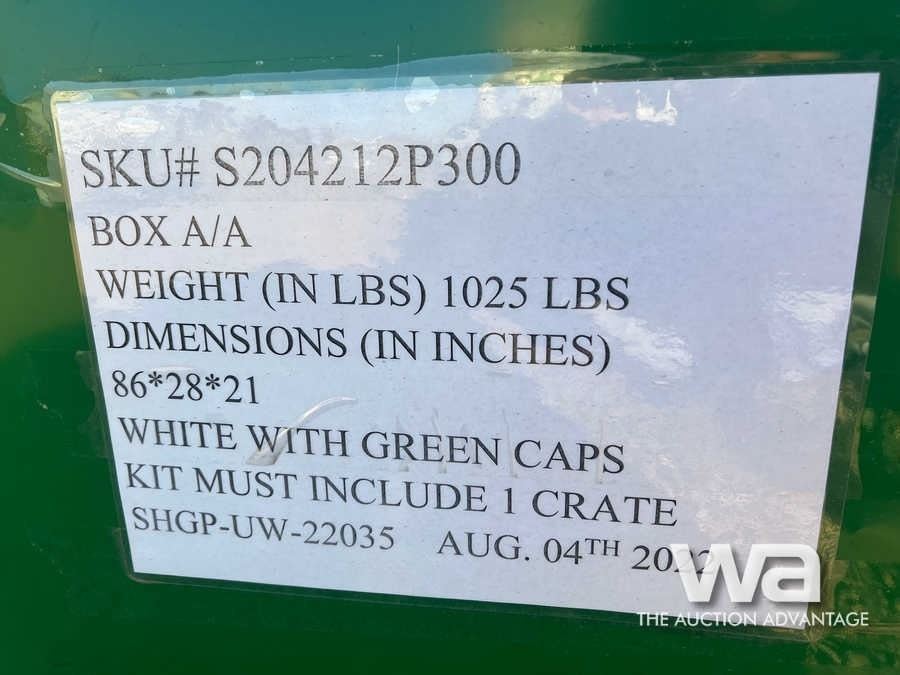 SKU# S204212P300
BOX A/A
WEIGHT (IN LBS) 1025 LBS
DIMENSIONS (IN INCHES)
86*28*21
WHITE WITH GREEN CAPS
KIT MUST INCLUDE 1 CRATE
SHGP-UW-22035 AUG. 04TH 2022
wa
THE AUCTION ADVANTAGE